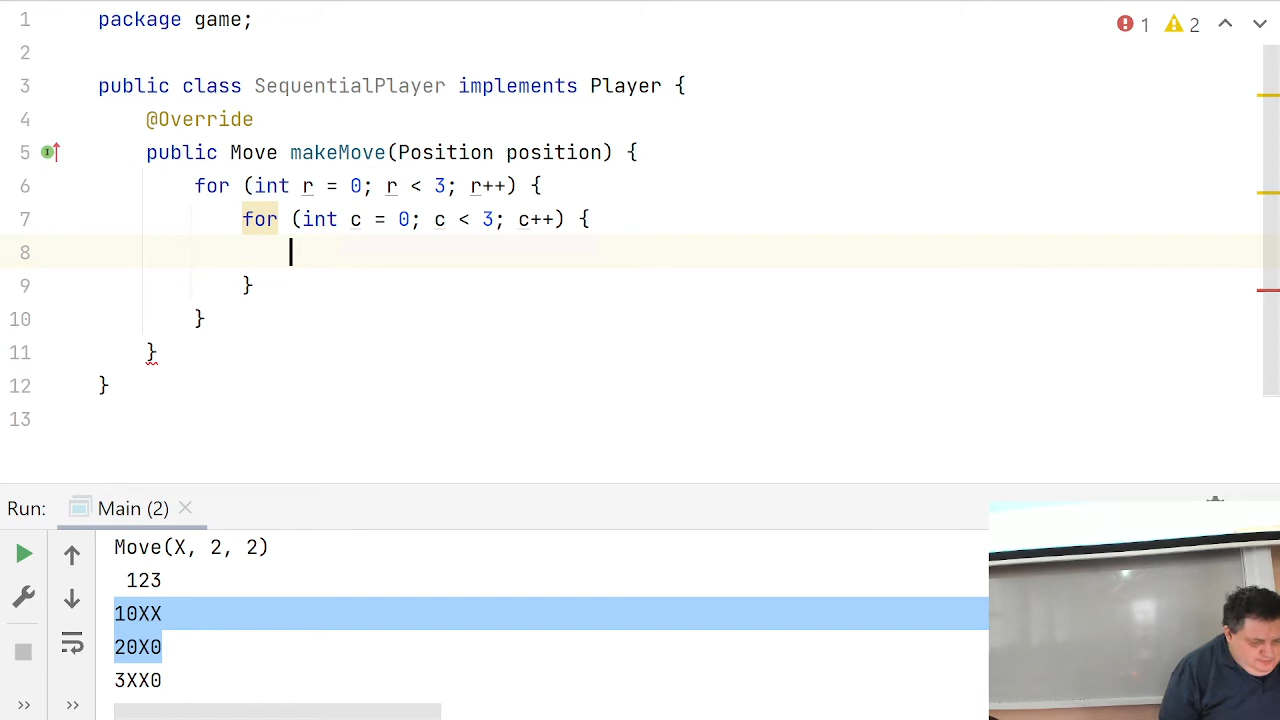 1 package game;
1 2
2
3 public class SequentialPlayer implements Player {
4 @Override
5 public Move makeMove(Position position) {
6 for (int r = 0; r < 3; r++) {
7 for (int c = 0; c < 3; c++) {
8
9 }
10 }
11 }
12 }
13
Run: Main (2)
Move(X, 2, 2)
123
10XX
20X0
3XX0